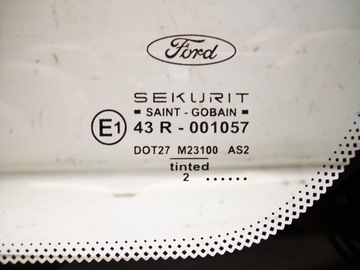 Ford
SEKURIT
SAINT - GOBAIN
E1 43 R - 001057
DOT27 M23100 AS2
tinted
2 ......